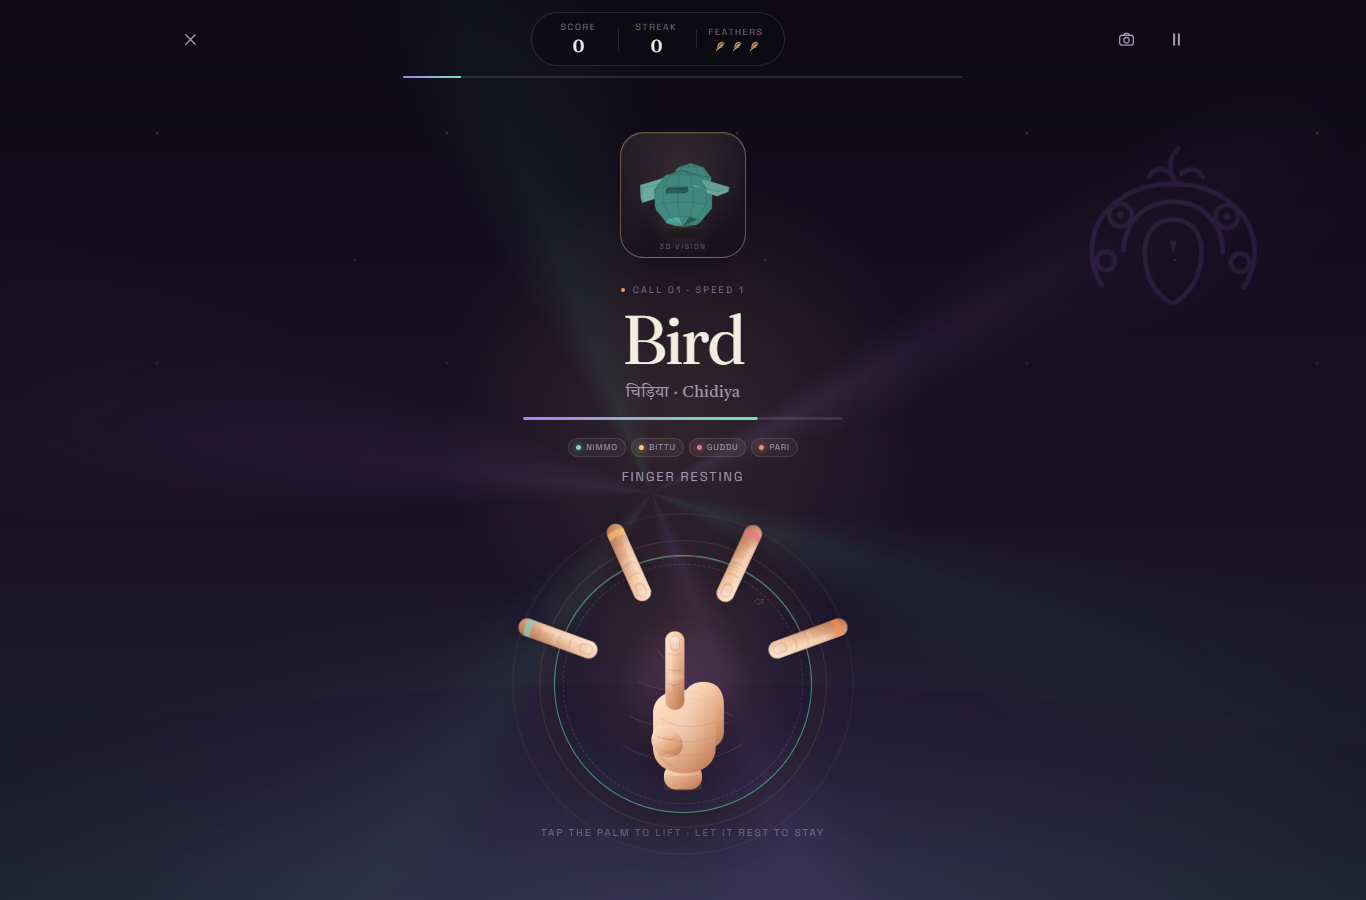 SCORE
0
STREAK
0
FEATHERS
3D VISION
CALL 01 · SPEED 1
Bird
चिड़िया · Chidiya
NIMMO
BITTU
GUDDU
PARI
FINGER RESTING
TAP THE PALM TO LIFT · LET IT REST TO STAY